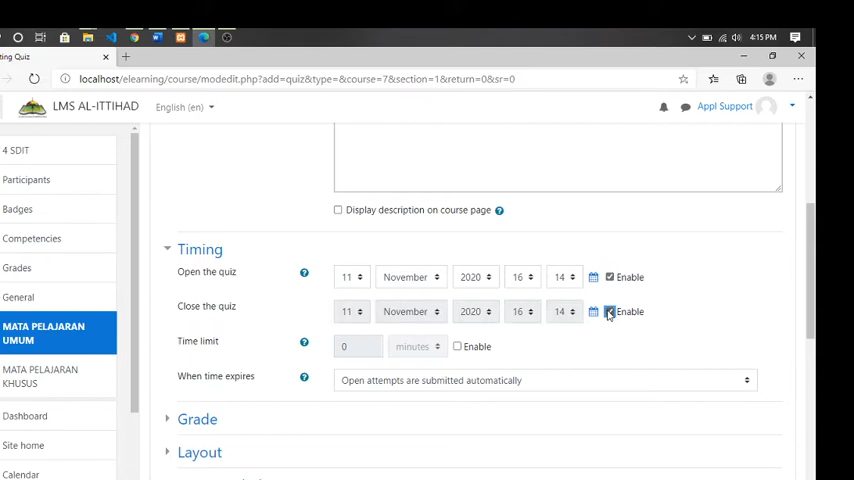 4:15 PM
ting Quiz
localhost/elearning/course/modedit.php?add=quiz&type=&course=7&section=1&return=0&sr=0
LMS AL-ITTIHAD
English (en)
Appl Support
4 SDIT
Participants
Badges
Competencies
Grades
General
MATA PELAJARAN
UMUM
MATA PELAJARAN
KHUSUS
Dashboard
Site home
Calendar
Display description on course page
Timing
Open the quiz
11 November 2020 16 14 Enable
Close the quiz
11 November 2020 16 14 Enable
Time limit
0 minutes Enable
When time expires
Open attempts are submitted automatically
Grade
Layout